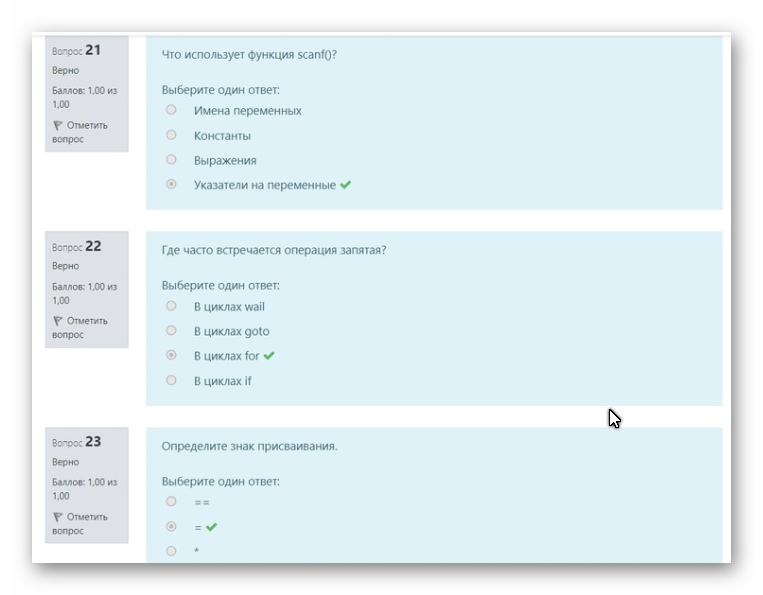 Вопрос 21
Верно
Баллов: 1,00 из
1,00
Отметить
вопрос
Что использует функция scanf()?
Выберите один ответ:
Имена переменных
Константы
Выражения
Указатели на переменные
Вопрос 22
Верно
Баллов: 1,00 из
1,00
Отметить
вопрос
Где часто встречается операция запятая?
Выберите один ответ:
В циклах wail
В циклах goto
В циклах for
В циклах if
Вопрос 23
Верно
Баллов: 1,00 из
1,00
Отметить
вопрос
Определите знак присваивания.
Выберите один ответ:
==
=
*